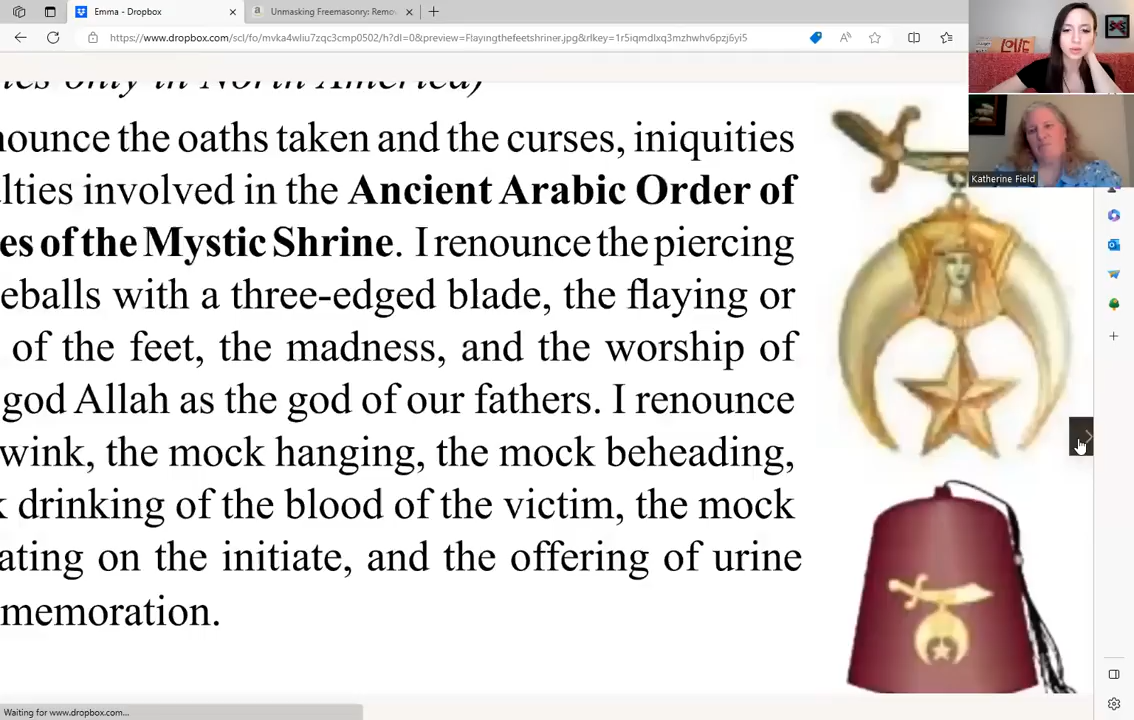 Emma - Dropbox
Unmasking Freemasonry: Remov
https://www.dropbox.com/scl/fo/mvka4wliu7zqc3cmp0502/h?dl=0&preview=Flayingthefeetshriner.jpg&rlkey=1r5iqmdlxq3mzhwhv6pzj6yi5
LOVE
Katherine Field
ies only in North America)
nounce the oaths taken and the curses, iniquities
alties involved in the Ancient Arabic Order of
es of the Mystic Shrine. I renounce the piercing
eballs with a three-edged blade, the flaying or
of the feet, the madness, and the worship of
god Allah as the god of our fathers. I renounce
wink, the mock hanging, the mock beheading,
k drinking of the blood of the victim, the mock
ating on the initiate, and the offering of urine
memoration.
Waiting for www.dropbox.com...